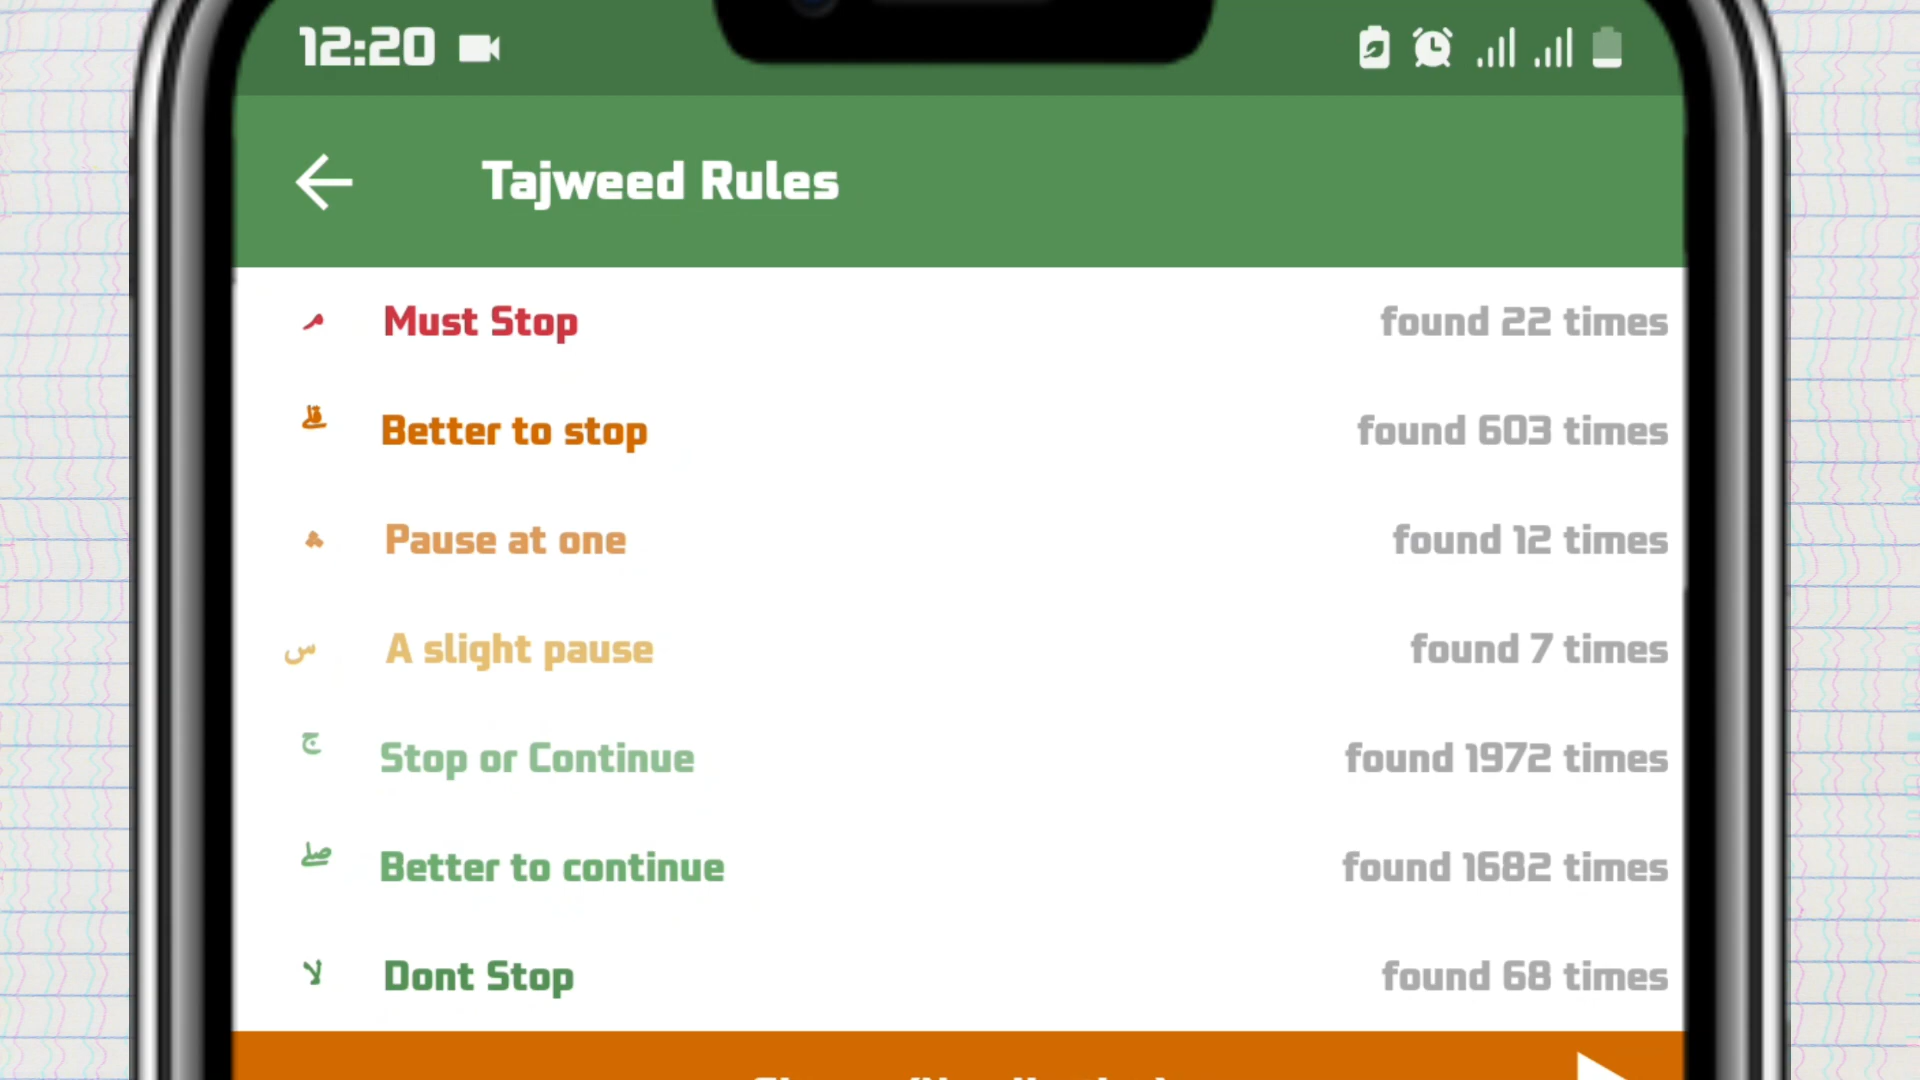 12:20
Tajweed Rules
مـ Must Stop found 22 times
ۗ Better to stop found 603 times
ۛ Pause at one found 12 times
س Α slight pause found 7 times
ۚ Stop or Continue found 1972 times
ۖ Better to continue found 1682 times
لا Dont Stop found 68 times